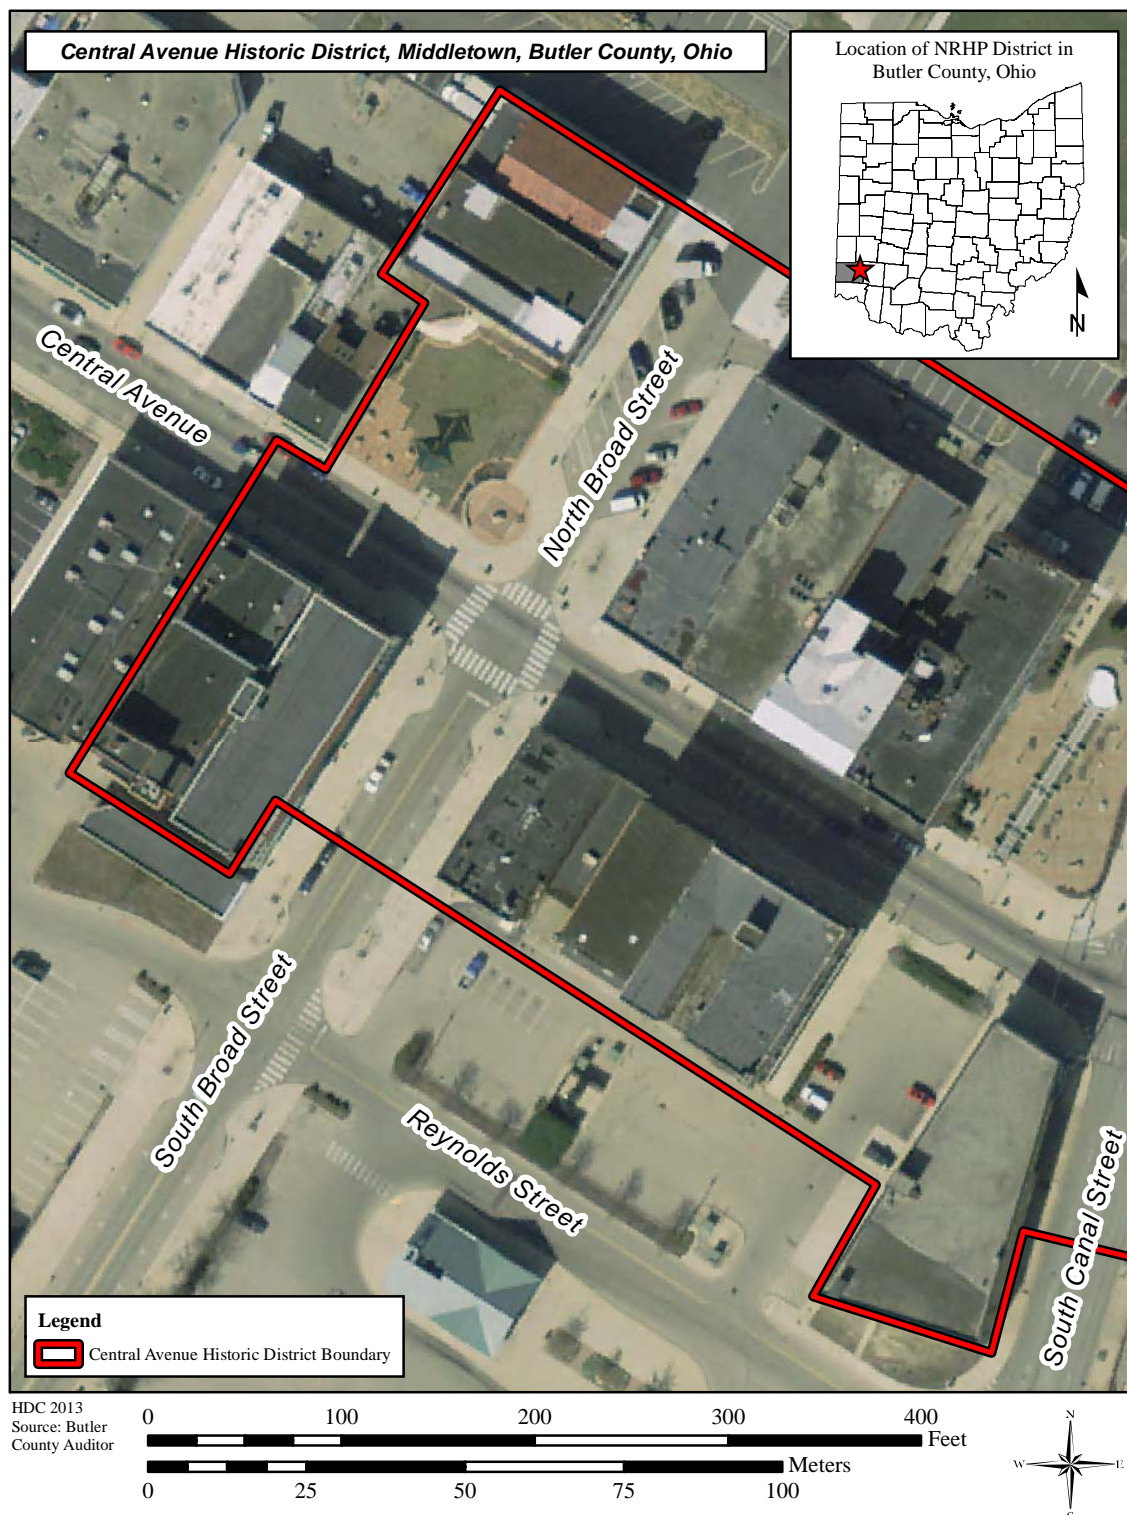 Central Avenue Historic District, Middletown, Butler County, Ohio
Location of NRHP District in
Butler County, Ohio
N
Central Avenue
North Broad Street
South Broad Street
Reynolds Street
South Canal Street
Legend
Central Avenue Historic District Boundary
HDC 2013
Source: Butler
County Auditor
0 100 200 300 400
Feet
Meters
0 25 50 75 100
N
W E
S